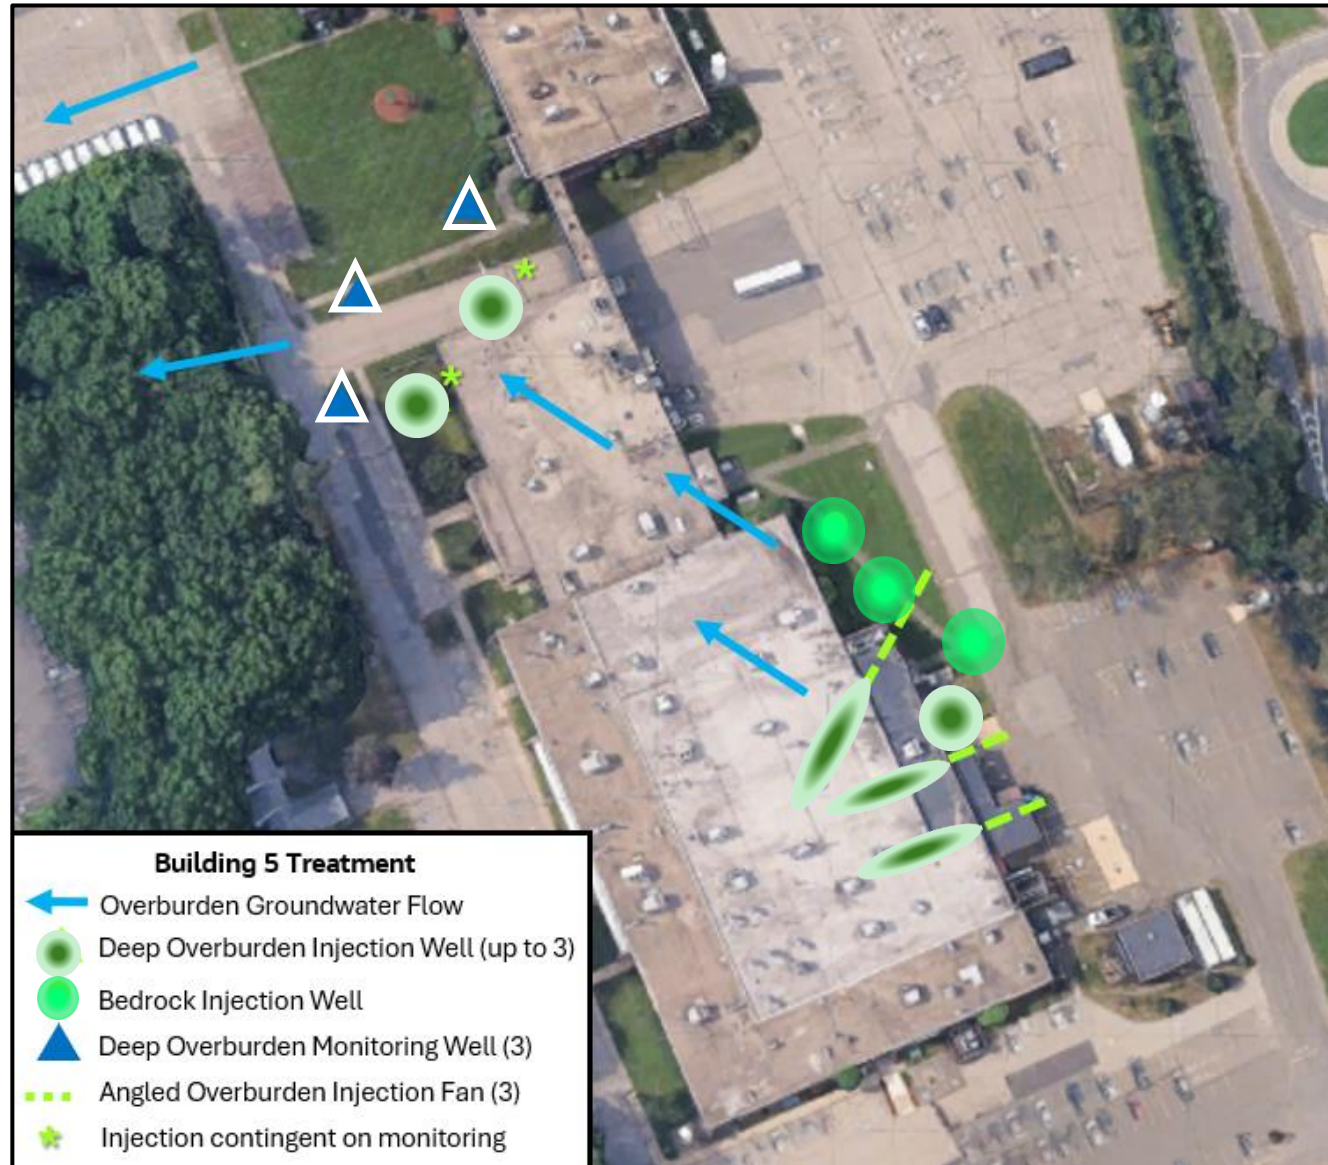 Building 5 Treatment
Overburden Groundwater Flow
Deep Overburden Injection Well (up to 3)
Bedrock Injection Well
Deep Overburden Monitoring Well (3)
Angled Overburden Injection Fan (3)
Injection contingent on monitoring